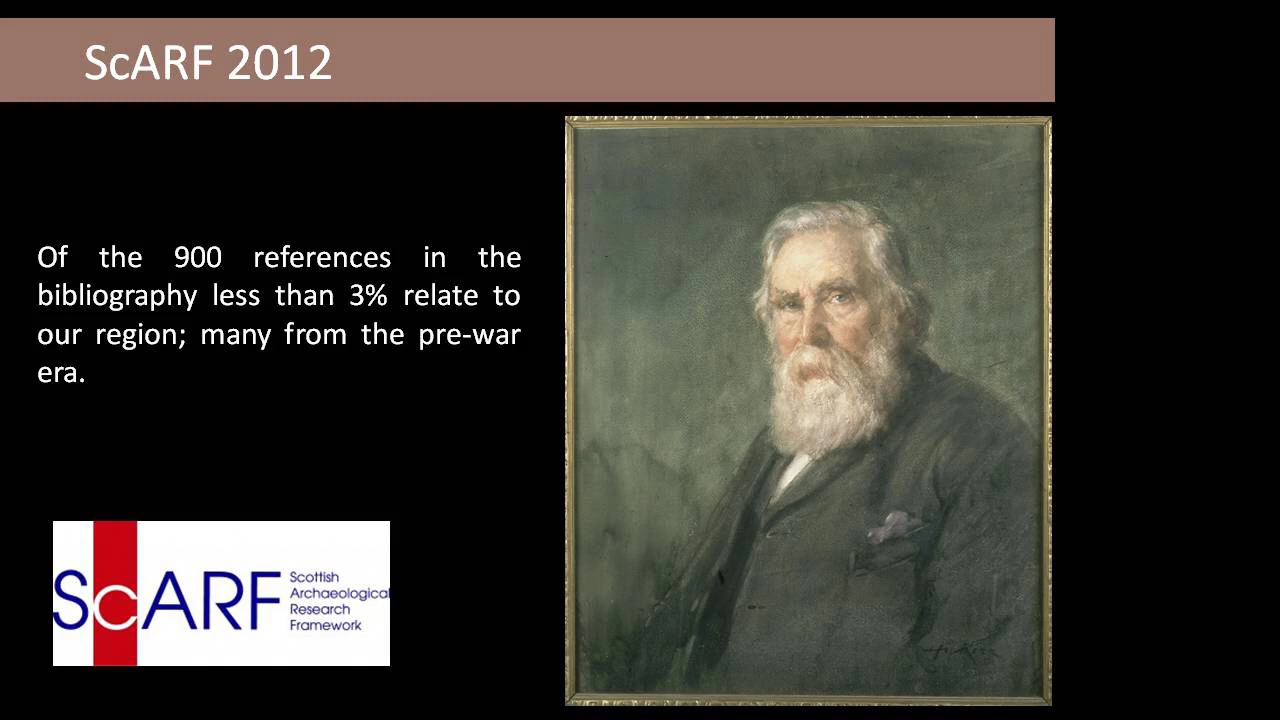 ScARF 2012
Of the 900 references in the
bibliography less than 3% relate to
our region; many from the pre-war
era.
ScARF
Scottish
Archaeological
Research
Framework